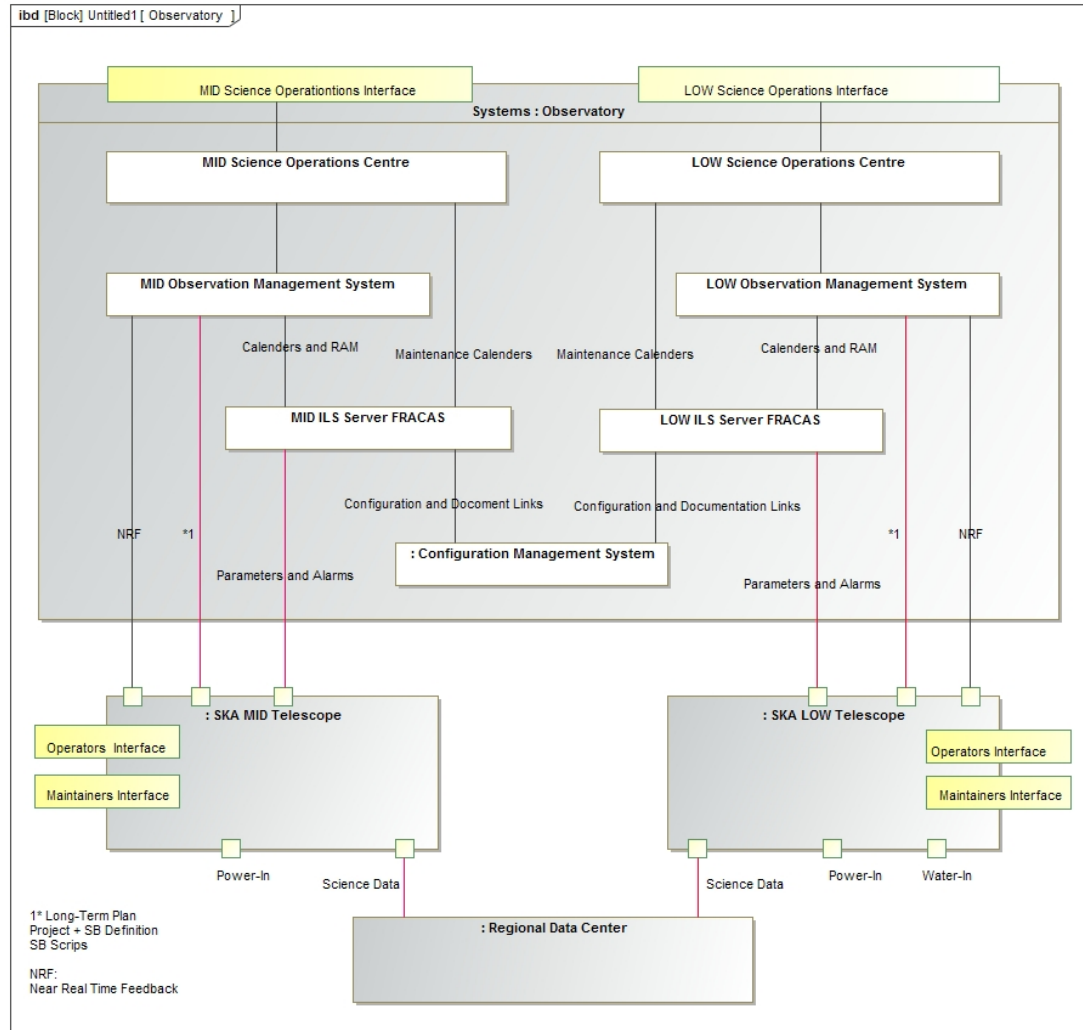 ibd [Block] Untitled1 [ Observatory ]
MID Science Operationtions Interface
LOW Science Operations Interface
Systems : Observatory
MID Science Operations Centre
LOW Science Operations Centre
MID Observation Management System
LOW Observation Management System
Calenders and RAM
Maintenance Calenders
Maintenance Calenders
Calenders and RAM
MID ILS Server FRACAS
LOW ILS Server FRACAS
Configuration and Docoment Links
Configuration and Documentation Links
NRF
*1
*1
NRF
: Configuration Management System
Parameters and Alarms
Parameters and Alarms
: SKA MID Telescope
: SKA LOW Telescope
Operators Interface
Operators Interface
Maintainers Interface
Maintainers Interface
Power-In
Science Data
Science Data
Power-In
Water-In
1* Long-Term Plan
Project + SB Definition
SB Scrips
NRF:
Near Real Time Feedback
: Regional Data Center